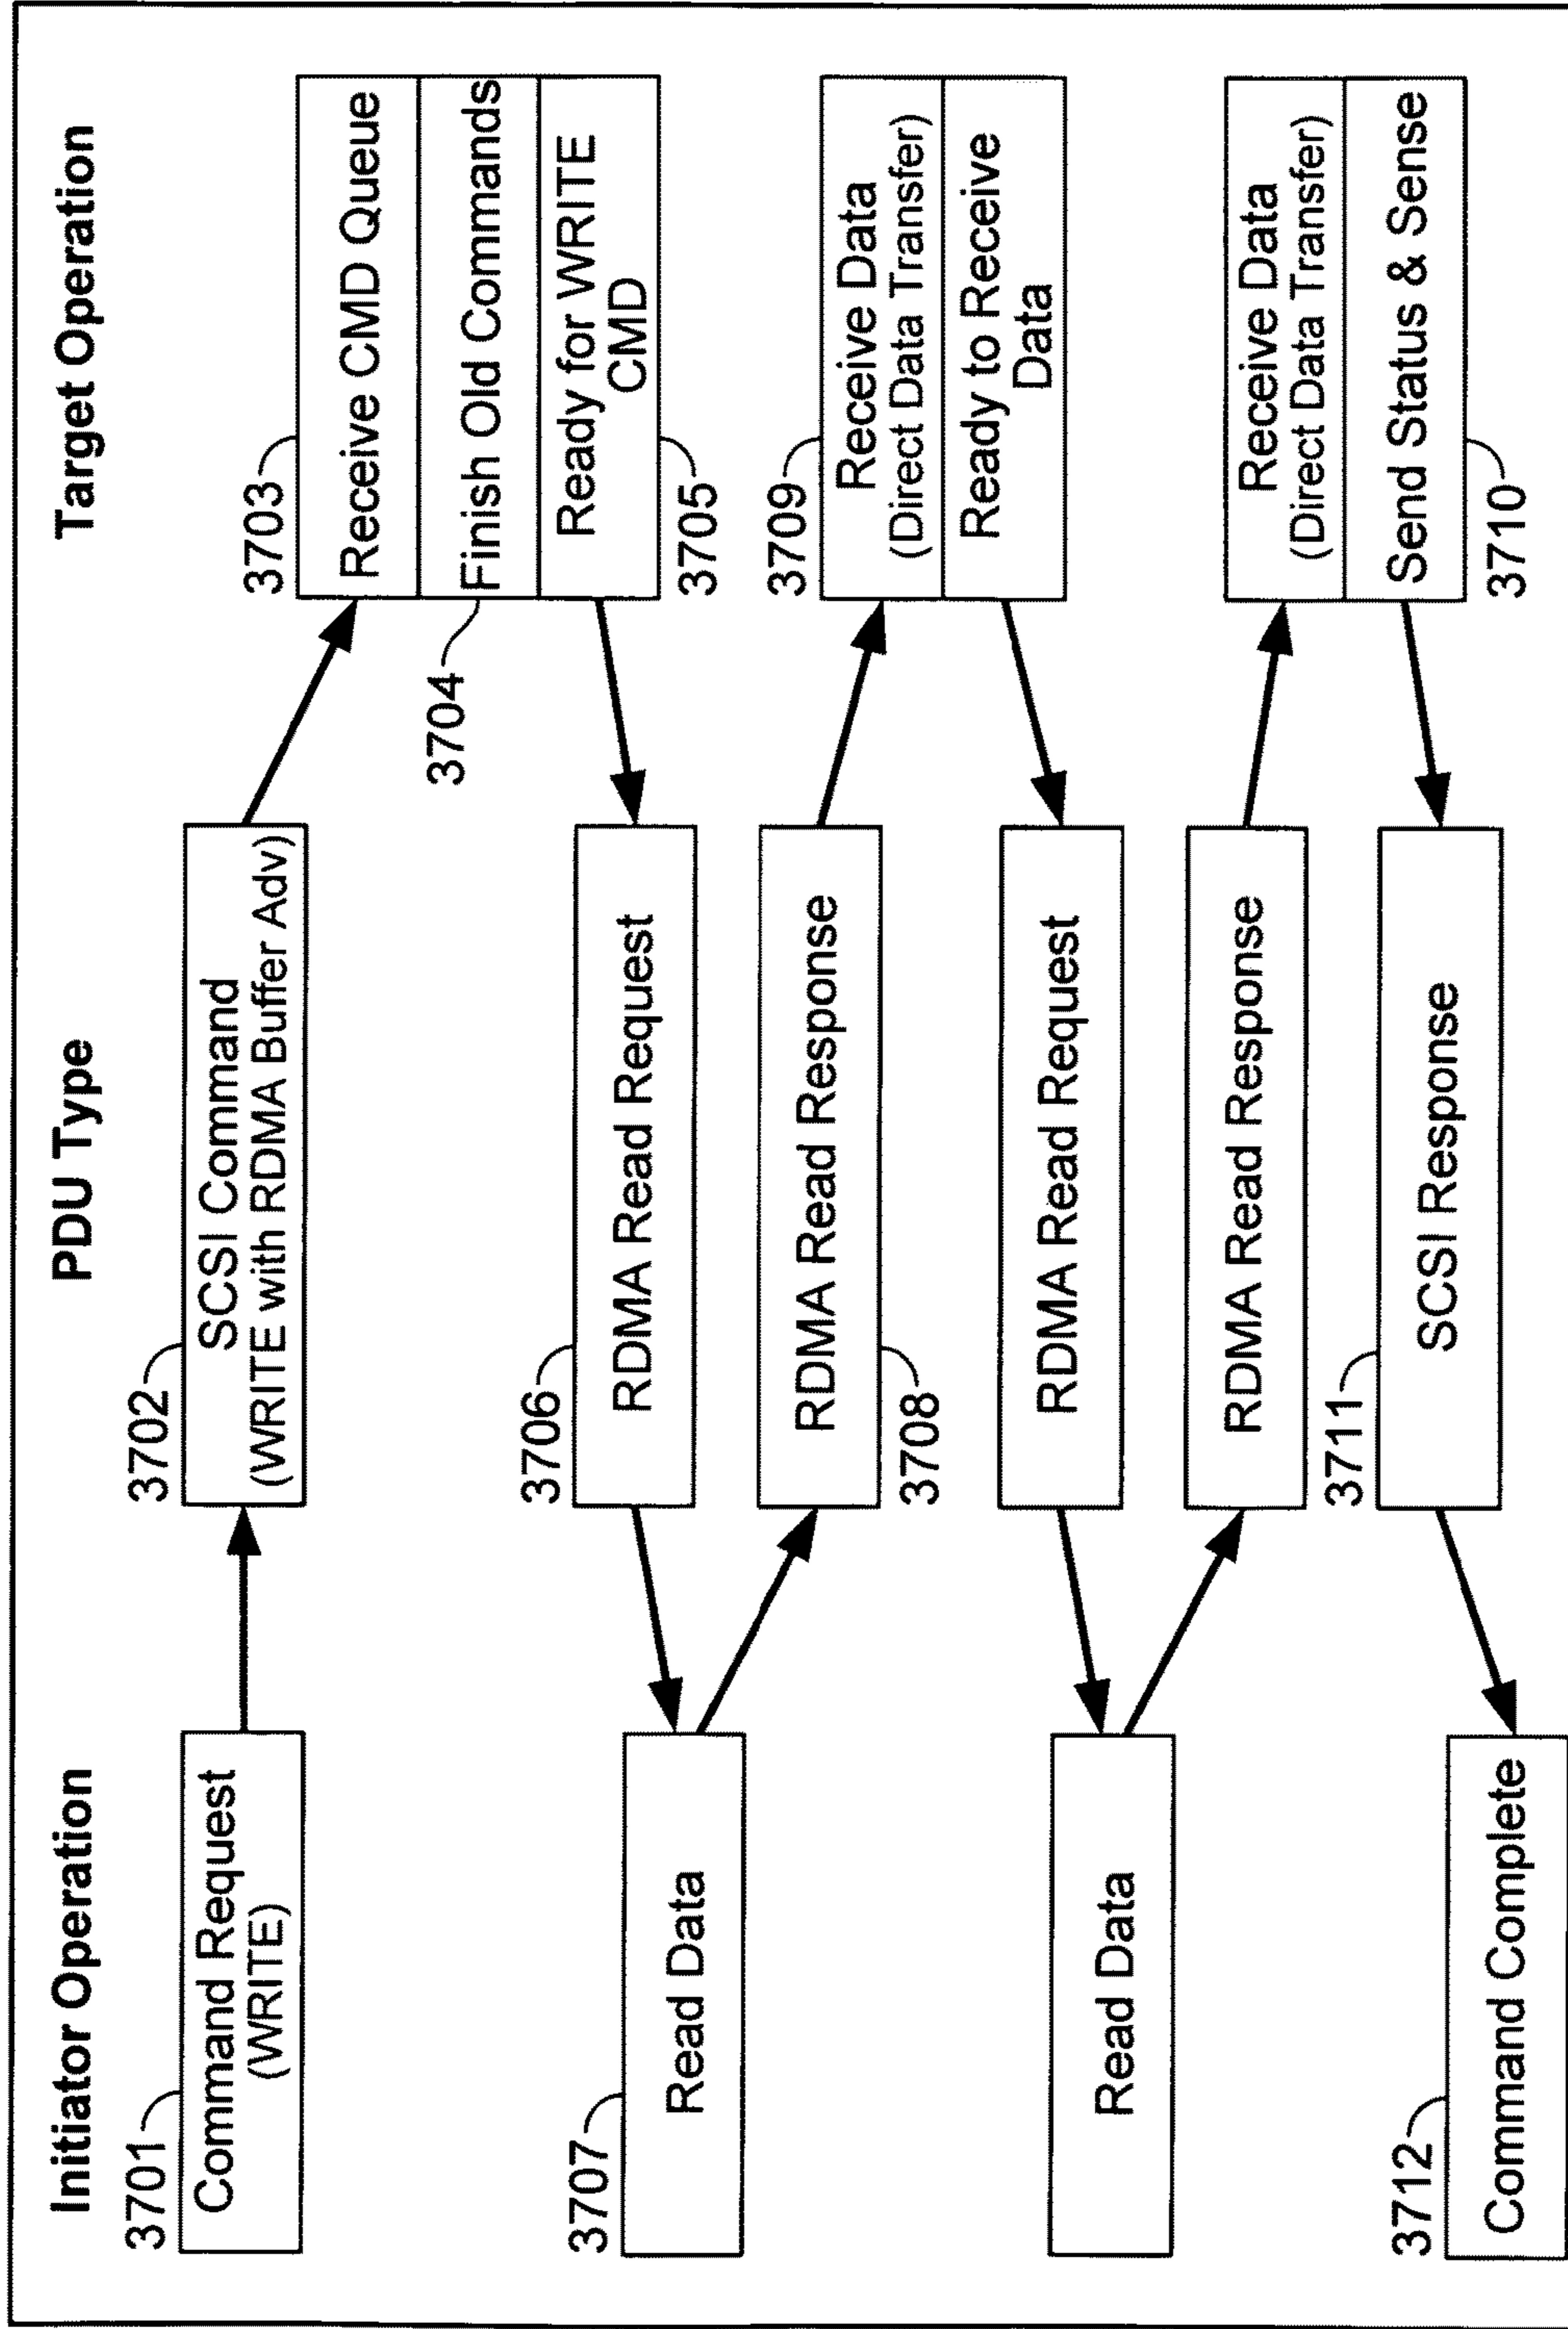 Initiator Operation
PDU Type
Target Operation
3701
Command Request
(WRITE)
3702
SCSI Command
(WRITE with RDMA Buffer Adv)
3703
Receive CMD Queue
3704
Finish Old Commands
Ready for WRITE
CMD
3705
3706
RDMA Read Request
3707
Read Data
RDMA Read Response
3708
3709
Receive Data
(Direct Data Transfer)
Ready to Receive
Data
RDMA Read Request
Read Data
RDMA Read Response
Receive Data
(Direct Data Transfer)
Send Status & Sense
3710
3711
SCSI Response
3712
Command Complete